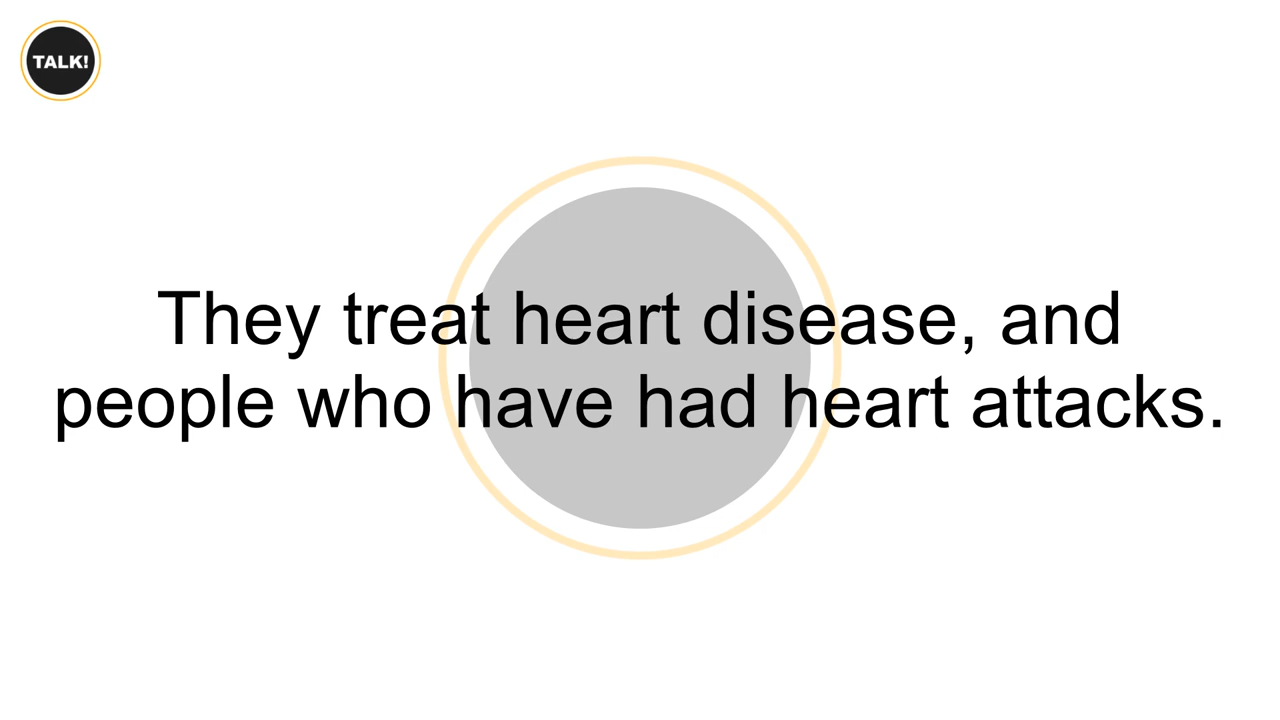 TALK!
They treat heart disease, and
people who have had heart attacks.